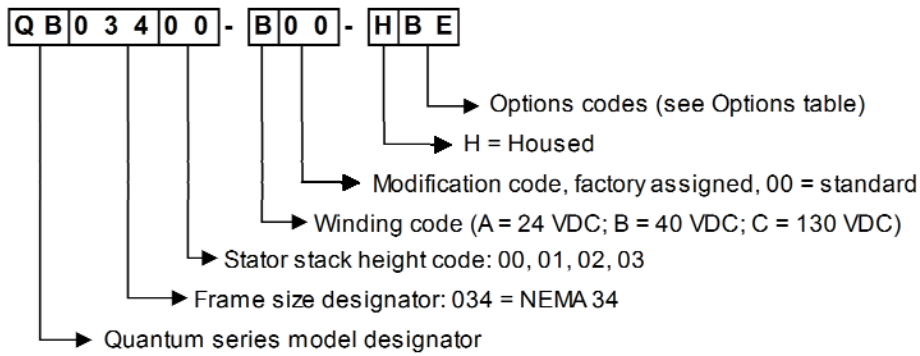 QB03400-B00-HBE
Options codes (see Options table)
H = Housed
Modification code, factory assigned, 00 = standard
Winding code (A = 24 VDC; B = 40 VDC; C = 130 VDC)
Stator stack height code: 00, 01, 02, 03
Frame size designator: 034 = NEMA 34
Quantum series model designator